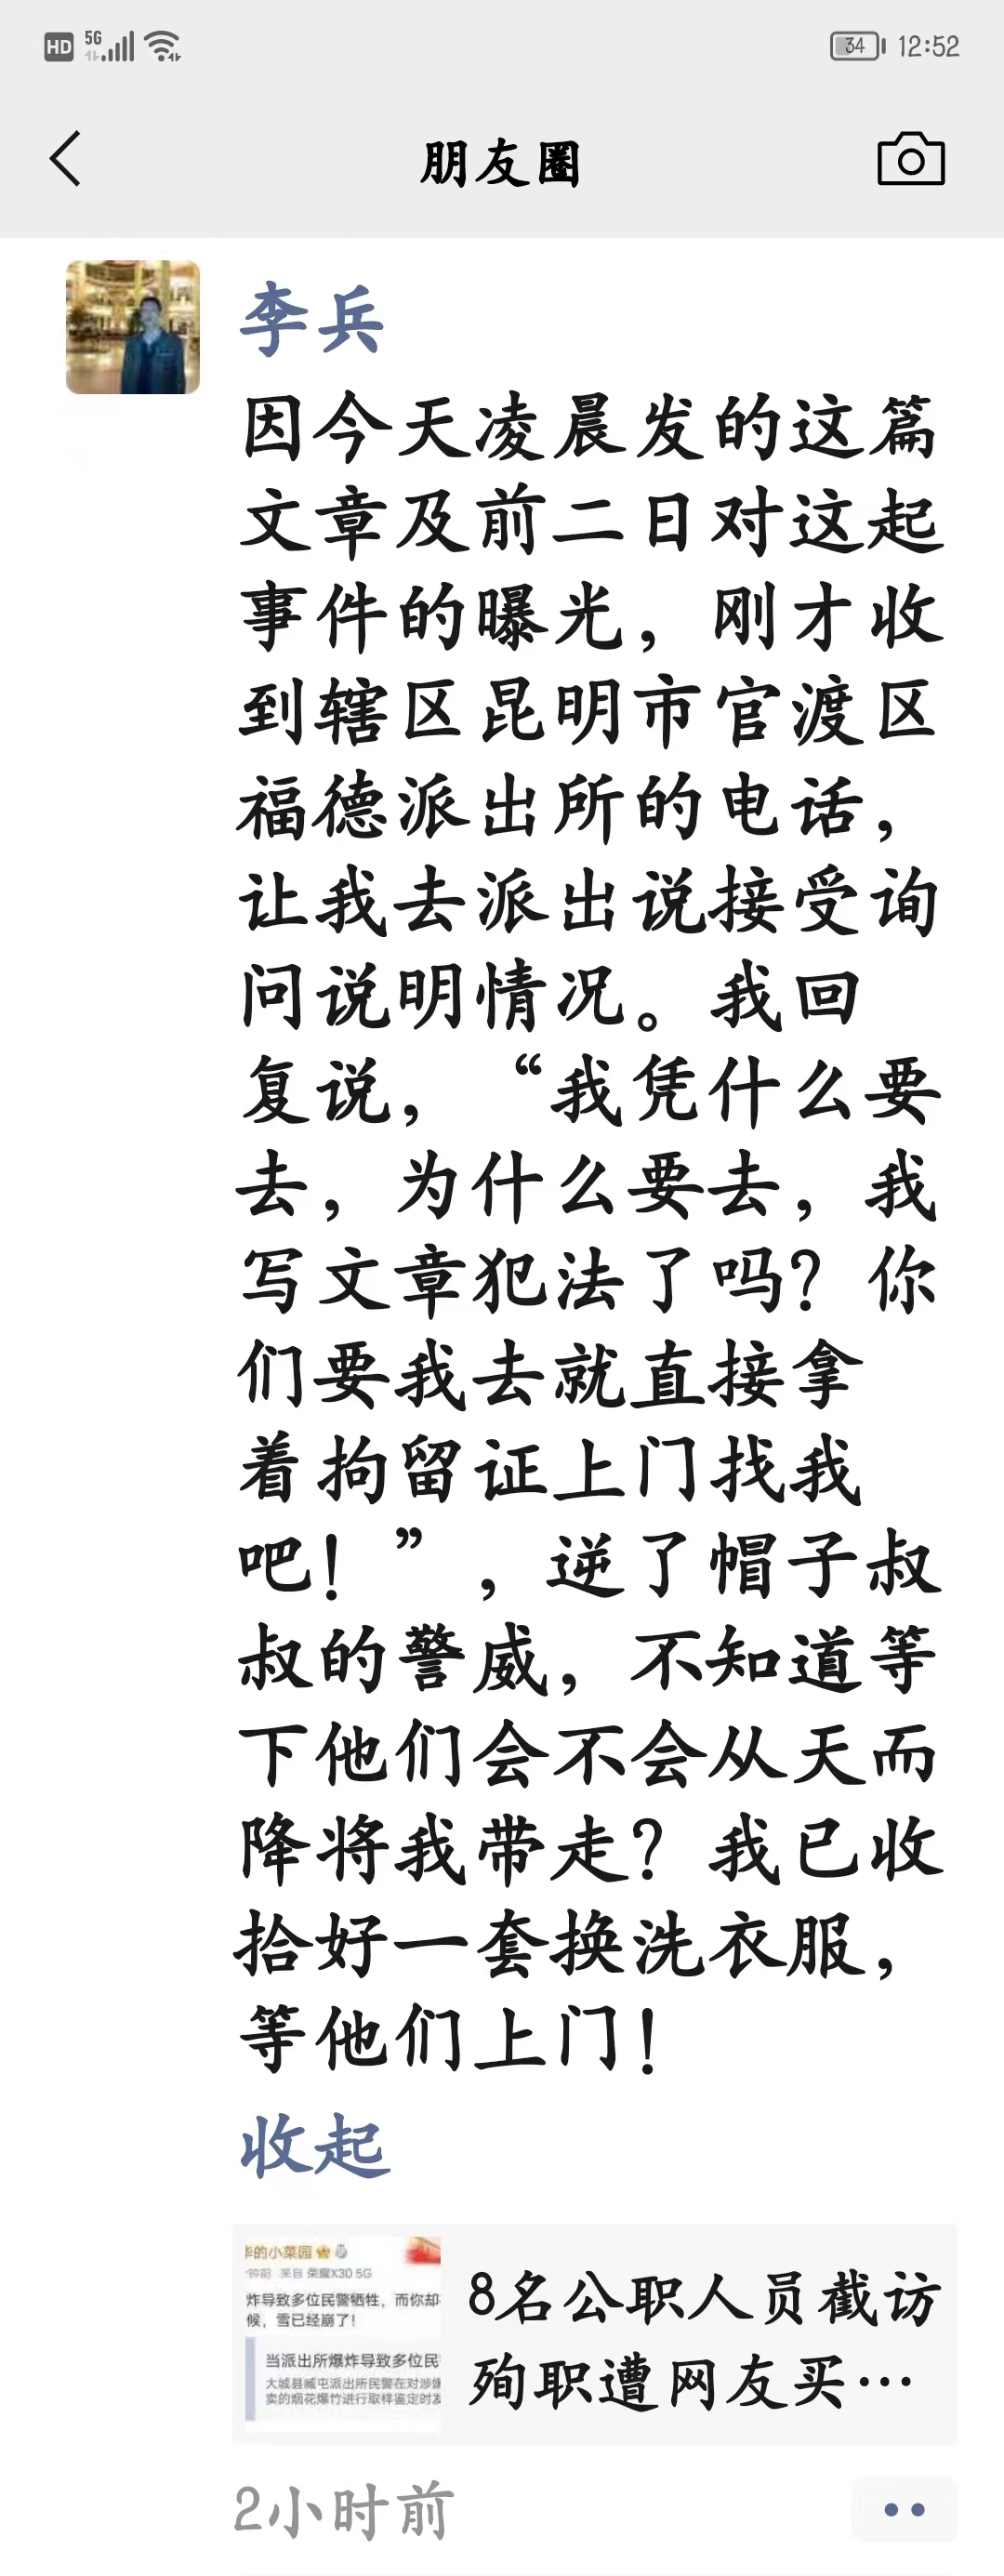 HD 5G 34 12:52
朋友圈
李兵
因今天凌晨发的这篇
文章及前二日对这起
事件的曝光，刚才收
到辖区昆明市官渡区
福德派出所的电话，
让我去派出说接受询
问说明情况。我回
复说，“我凭什么要
去，为什么要去，我
写文章犯法了吗？你
们要我去就直接拿
着拘留证上门找我
吧！”，逆了帽子叔
叔的警威，不知道等
下他们会不会从天而
降将我带走？我已收
拾好一套换洗衣服，
等他们上门！
收起
的小菜园
钟前 来自 荣耀X30 5G
炸导致多位民警牺牲，而你却
候，雪已经崩了！
当派出所爆炸导致多位民
大城县臧屯派出所民警在对涉嫌
卖的烟花爆竹进行取样鉴定时发
8名公职人员截访
殉职遭网友买…
2小时前